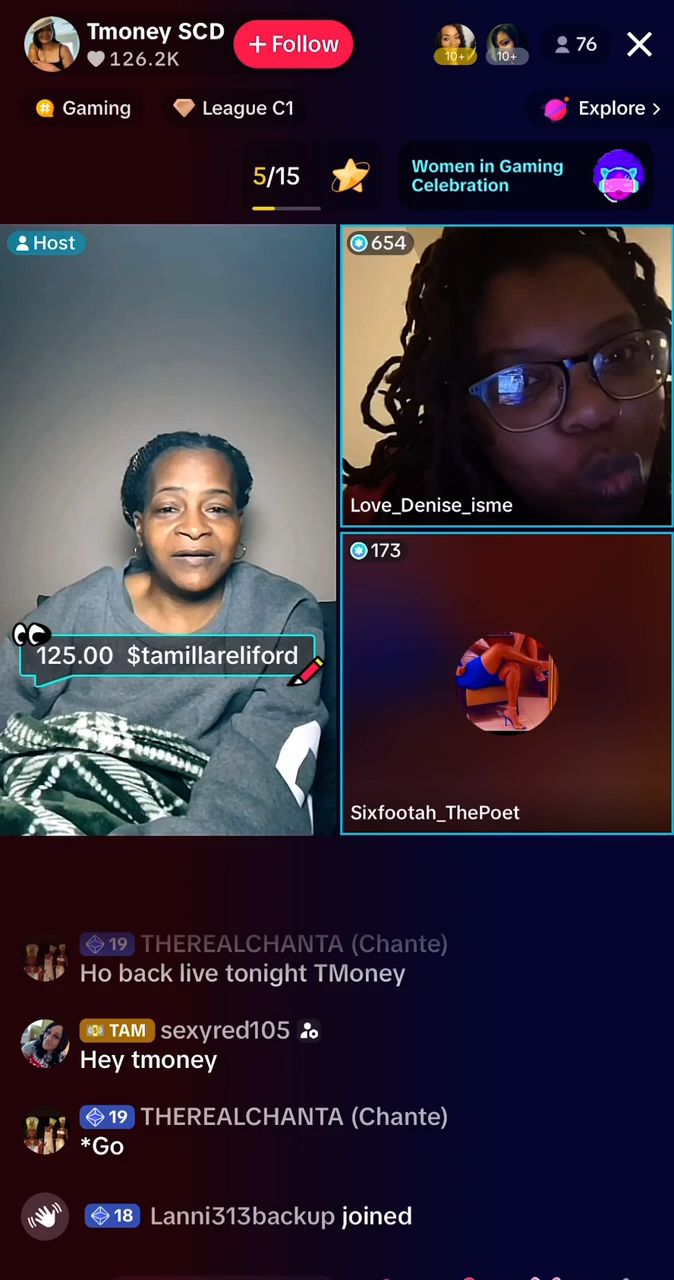 Tmoney SCD
126.2K
+ Follow
10+
10+
76
Gaming
League C1
Explore >
5/15
Women in Gaming
Celebration
Host
654
Love_Denise_isme
125.00 $tamillareliford
173
Sixfootah_ThePoet
19 THEREALCHANTA (Chante)
Ho back live tonight TMoney
TAM sexyred105
Hey tmoney
19 THEREALCHANTA (Chante)
*Go
18 Lanni313backup joined